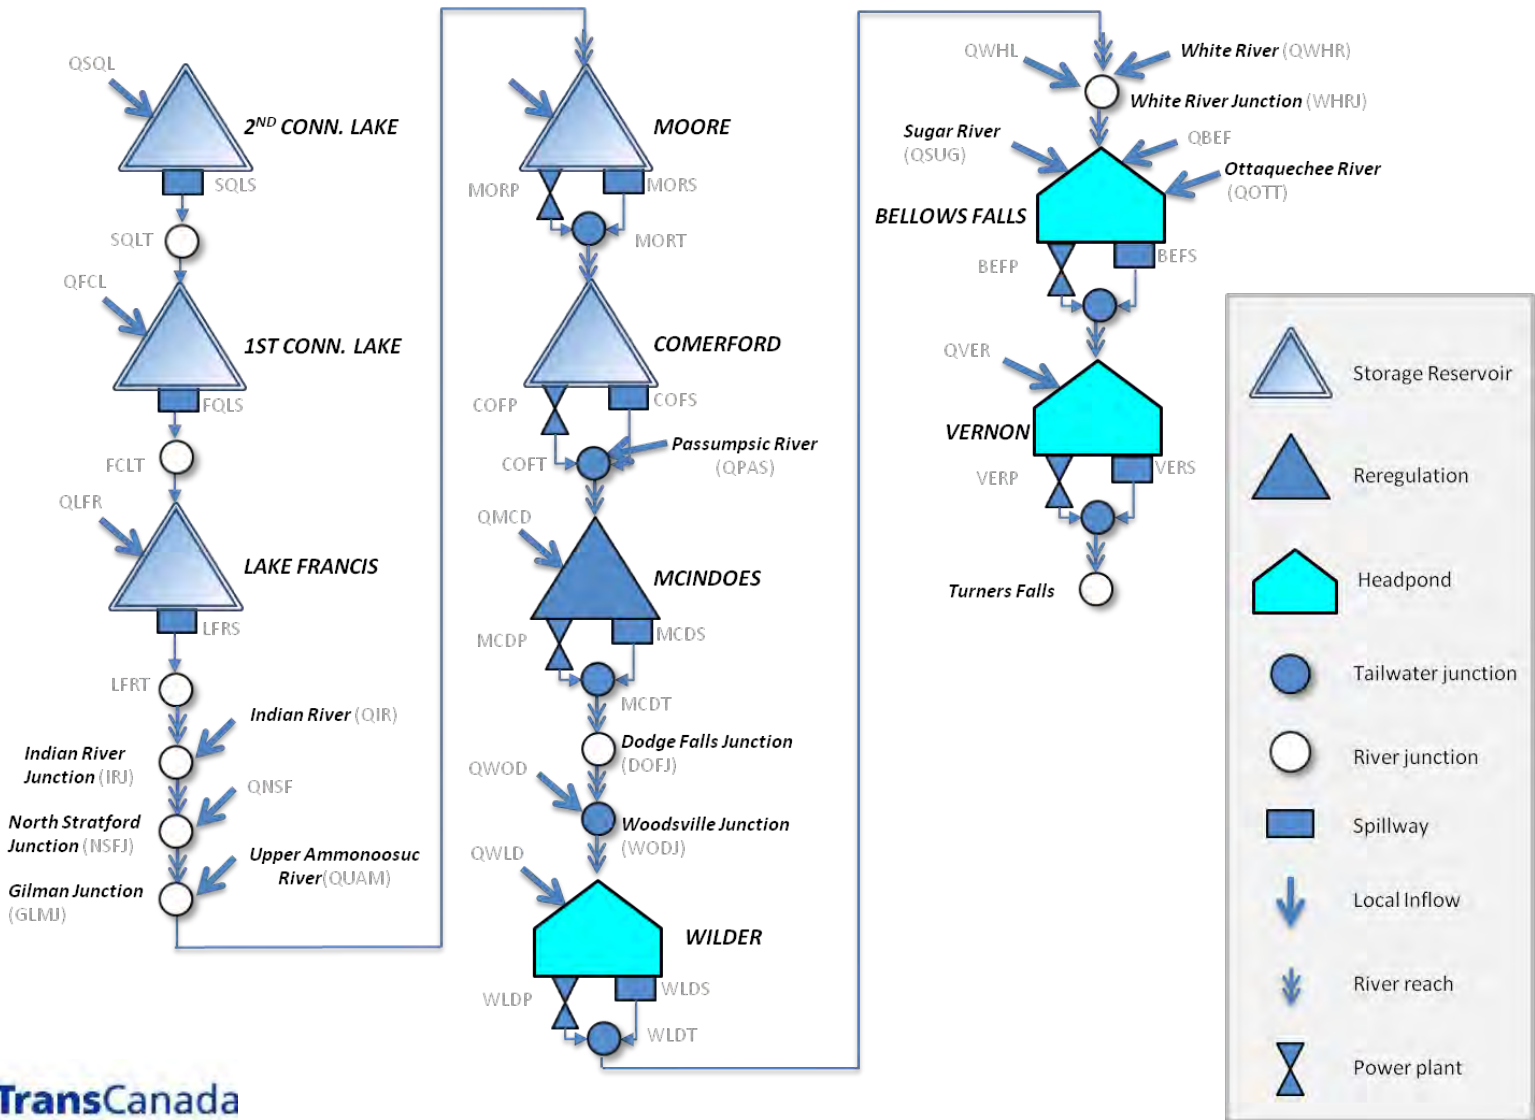 QSQL
2ND CONN. LAKE
SQLS
SQLT
QFCL
1ST CONN. LAKE
FQLS
FCLT
QLFR
LAKE FRANCIS
LFRS
LFRT
Indian River (QIR)
Indian River
Junction (IRJ)
QNSF
North Stratford
Junction (NSFJ)
Upper Ammonoosuc
River(QUAM)
Gilman Junction
(GLMJ)
MOORE
MORP
MORS
MORT
COMERFORD
COFP
COFS
Passumpsic River
(QPAS)
COFT
QMCD
MCINDOES
MCDP
MCDS
MCDT
Dodge Falls Junction
(DOFJ)
QWOD
Woodsville Junction
(WODJ)
QWLD
WILDER
WLDP
WLDS
WLDT
QWHL
White River (QWHR)
White River Junction (WHRJ)
Sugar River
(QSUG)
QBEF
Ottaquechee River
(QOTT)
BELLOWS FALLS
BEFP
BEFS
QVER
VERNON
VERP
VERS
Turners Falls
Storage Reservoir
Reregulation
Headpond
Tailwater junction
River junction
Spillway
Local Inflow
River reach
Power plant
TransCanada